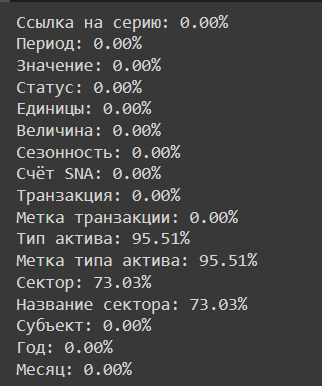 Ссылка на серию: 0.00%
Период: 0.00%
Значение: 0.00%
Статус: 0.00%
Единицы: 0.00%
Величина: 0.00%
Сезонность: 0.00%
Счёт SNA: 0.00%
Транзакция: 0.00%
Метка транзакции: 0.00%
Тип актива: 95.51%
Метка типа актива: 95.51%
Сектор: 73.03%
Название сектора: 73.03%
Субъект: 0.00%
Год: 0.00%
Месяц: 0.00%